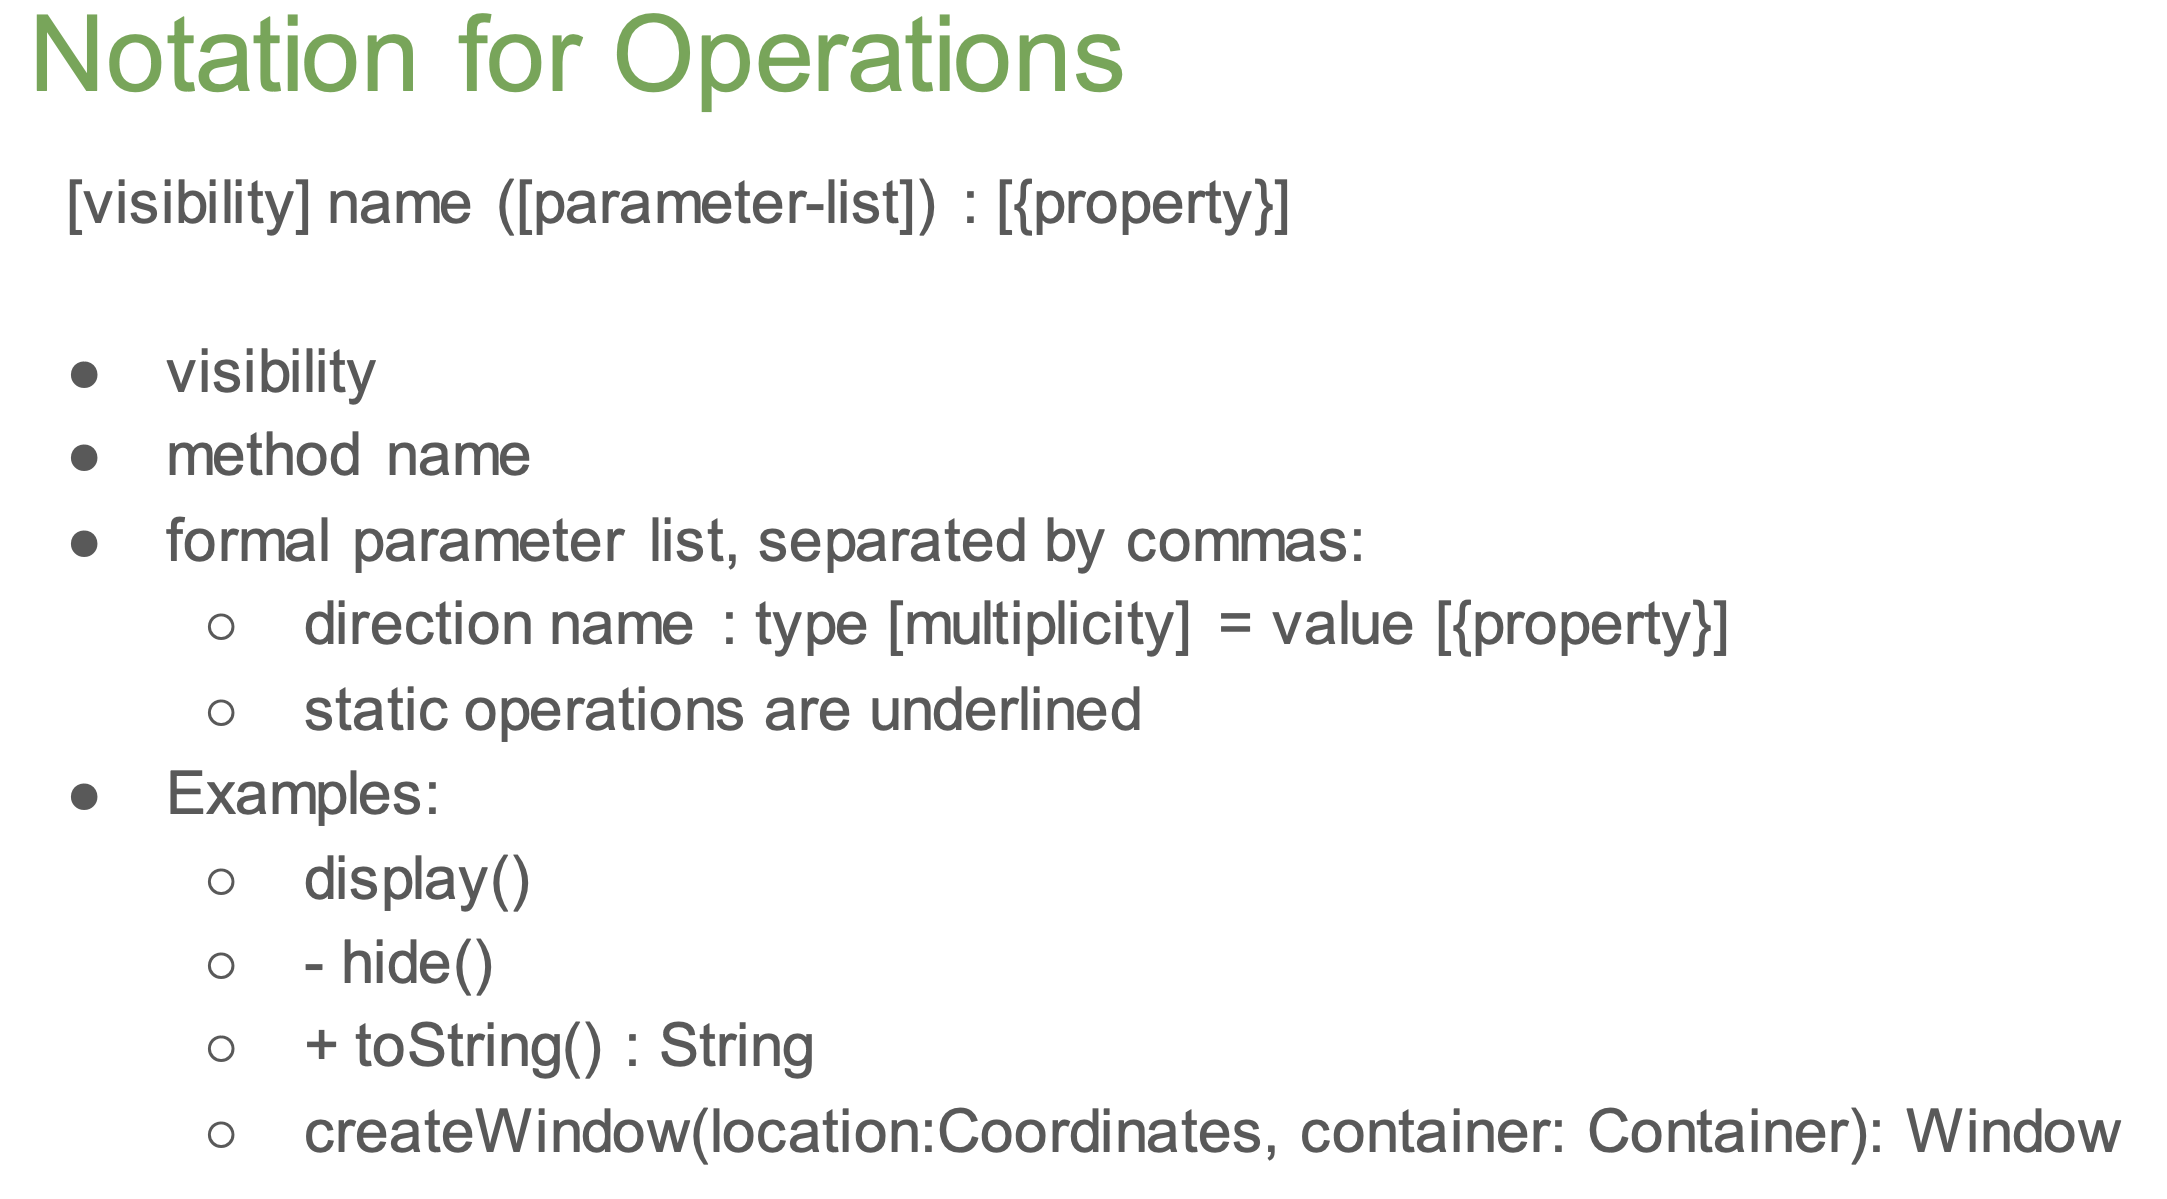 Notation for Operations
[visibility] name ([parameter-list]) : [{property}]
● visibility
● method name
● formal parameter list, separated by commas:
○ direction name : type [multiplicity] = value [{property}]
○ static operations are underlined
● Examples:
○ display()
○ - hide()
○ + toString() : String
○ createWindow(location:Coordinates, container: Container): Window